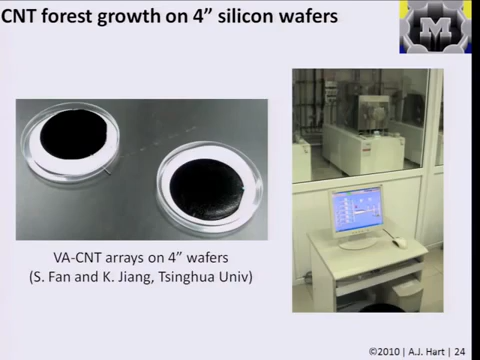 CNT forest growth on 4” silicon wafers
M
VA-CNT arrays on 4” wafers
(S. Fan and K. Jiang, Tsinghua Univ)
©2010 | A.J. Hart | 24